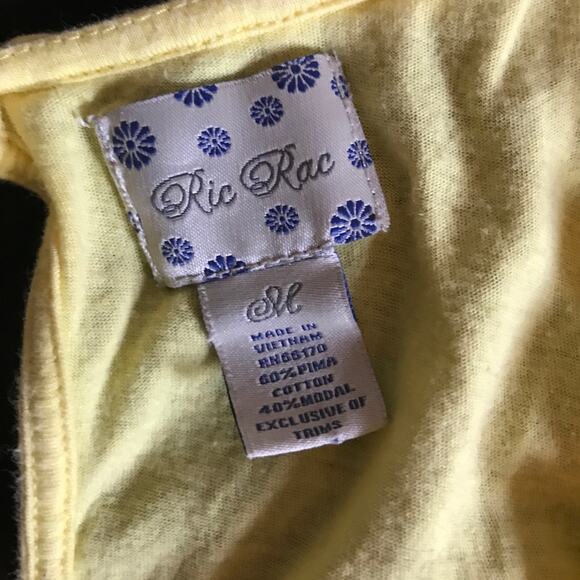 Ric Rac
M
MADE IN
VIETNAM
RN66170
60%PIMA
COTTON
40%MODAL
EXCLUSIVE OF
TRIMS